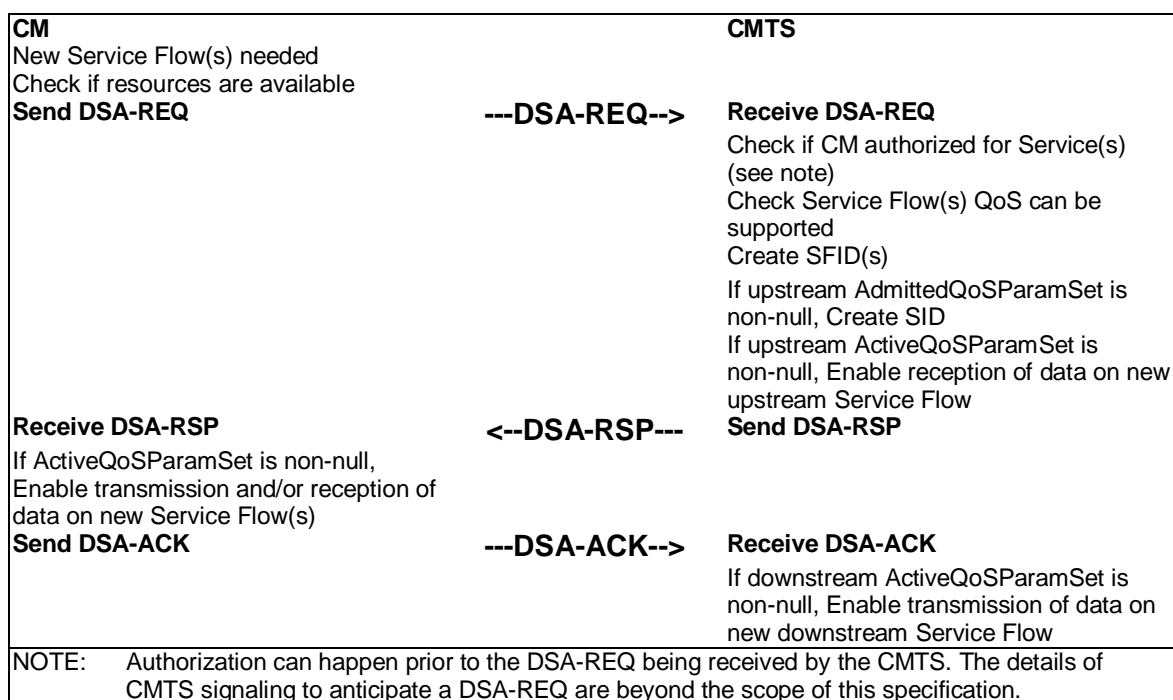 CM CMTS
New Service Flow(s) needed
Check if resources are available
Send DSA-REQ ---DSA-REQ--> Receive DSA-REQ
Check if CM authorized for Service(s)
(see note)
Check Service Flow(s) QoS can be
supported
Create SFID(s)
If upstream AdmittedQoSParamSet is
non-null, Create SID
If upstream ActiveQoSParamSet is
non-null, Enable reception of data on new
upstream Service Flow
Receive DSA-RSP <--DSA-RSP--- Send DSA-RSP
If ActiveQoSParamSet is non-null,
Enable transmission and/or reception of
data on new Service Flow(s)
Send DSA-ACK ---DSA-ACK--> Receive DSA-ACK
If downstream ActiveQoSParamSet is
non-null, Enable transmission of data on
new downstream Service Flow
NOTE: Authorization can happen prior to the DSA-REQ being received by the CMTS. The details of
CMTS signaling to anticipate a DSA-REQ are beyond the scope of this specification.